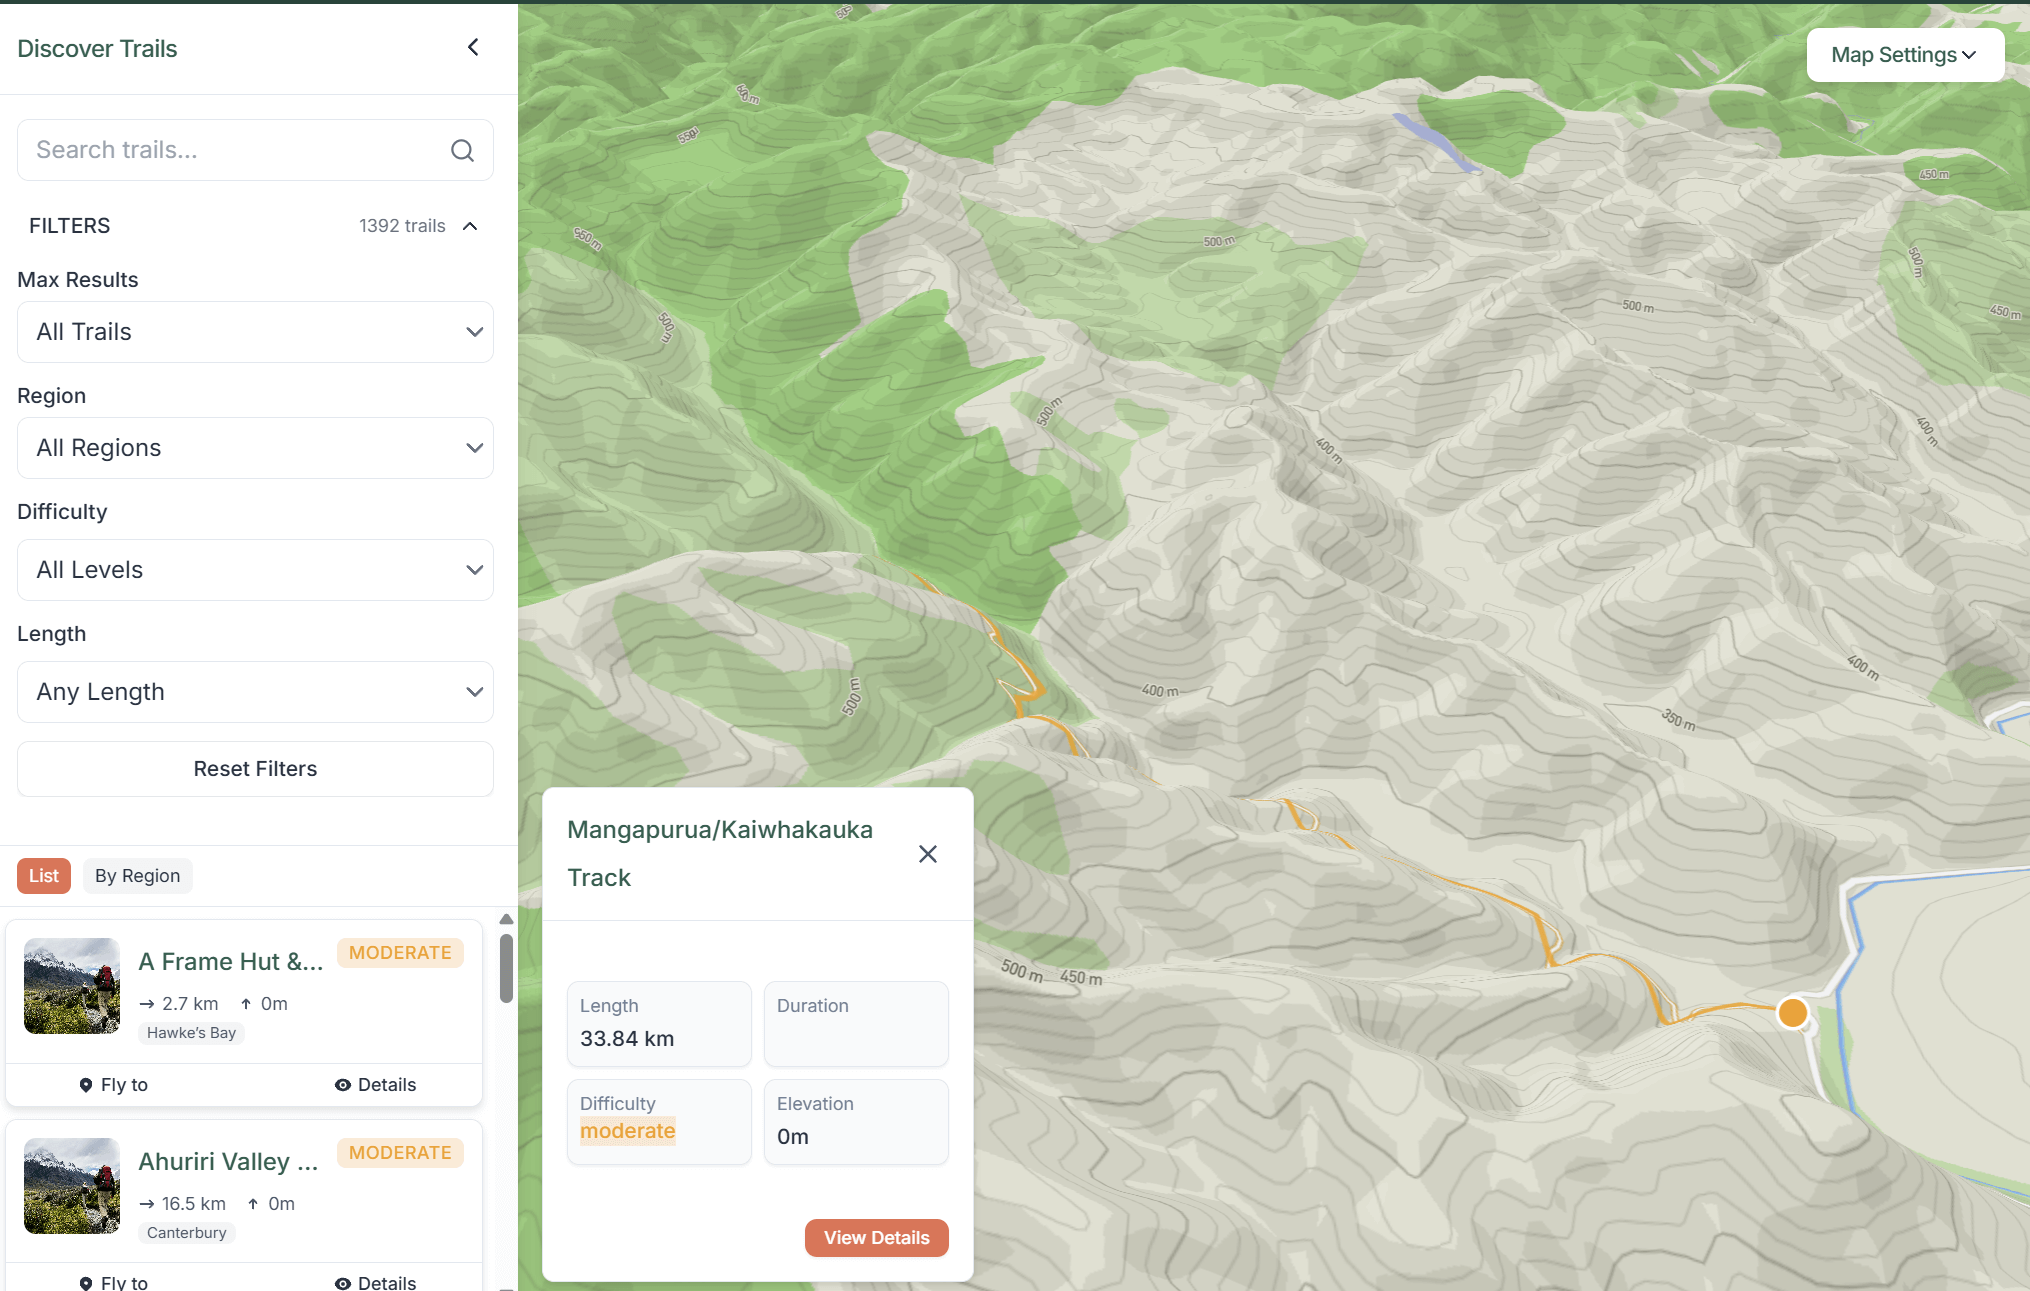 Discover Trails
Search trails...
FILTERS
1392 trails
Max Results
All Trails
Region
All Regions
Difficulty
All Levels
Length
Any Length
Reset Filters
List
By Region
A Frame Hut &...
MODERATE
2.7 km
0m
Hawke's Bay
Fly to
Details
Ahuriri Valley ...
MODERATE
16.5 km
0m
Canterbury
Fly to
Details
Map Settings
600 m
450 m
500 m
500 m
500 m
500 m
450 m
500 m
400 m
400 m
500 m
400 m
400 m
350 m
500 m
450 m
Mangapurua/Kaiwhakauka
Track
Length
33.84 km
Duration
Difficulty
moderate
Elevation
0m
View Details